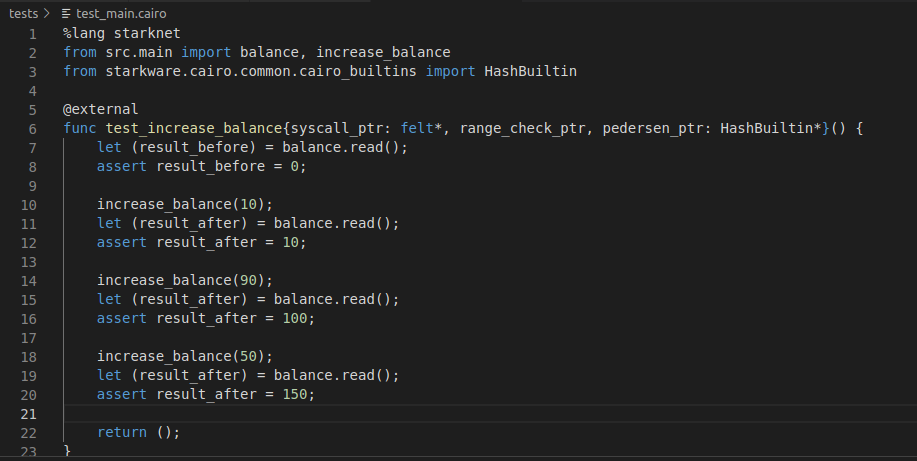 tests > test_main.cairo
1 %lang starknet
2 from src.main import balance, increase_balance
3 from starkware.cairo.common.cairo_builtins import HashBuiltin
4
5 @external
6 func test_increase_balance{syscall_ptr: felt*, range_check_ptr, pedersen_ptr: HashBuiltin*}() {
7     let (result_before) = balance.read();
8     assert result_before = 0;
9
10     increase_balance(10);
11     let (result_after) = balance.read();
12     assert result_after = 10;
13
14     increase_balance(90);
15     let (result_after) = balance.read();
16     assert result_after = 100;
17
18     increase_balance(50);
19     let (result_after) = balance.read();
20     assert result_after = 150;
21
22     return ();
23 }